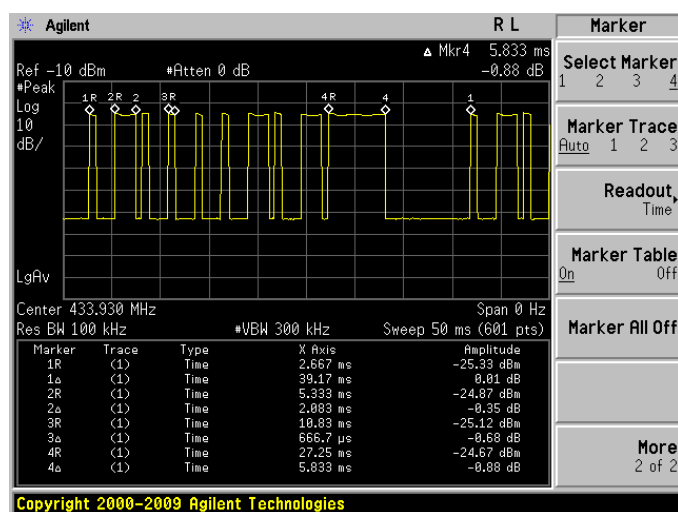 Agilent R L
Mkr4 5.833 ms
Ref -10 dBm #Atten 0 dB -0.88 dB
#Peak
Log
10
dB/
1R 2R 2 3R 4R 4 1
LgAv
Center 433.930 MHz Span 0 Hz
Res BW 100 kHz #VBW 300 kHz Sweep 50 ms (601 pts)
Marker Trace Type X Axis Amplitude
1R (1) Time 2.667 ms -25.33 dBm
1Δ (1) Time 39.17 ms 0.01 dB
2R (1) Time 5.333 ms -24.87 dBm
2Δ (1) Time 2.083 ms -0.35 dB
3R (1) Time 10.83 ms -25.12 dBm
3Δ (1) Time 666.7 µs -0.68 dB
4R (1) Time 27.25 ms -24.67 dBm
4Δ (1) Time 5.833 ms -0.88 dB
Copyright 2000-2009 Agilent Technologies
Marker
Select Marker
1 2 3 4
Marker Trace
Auto 1 2 3
Readout
Time
Marker Table
On Off
Marker All Off
More
2 of 2